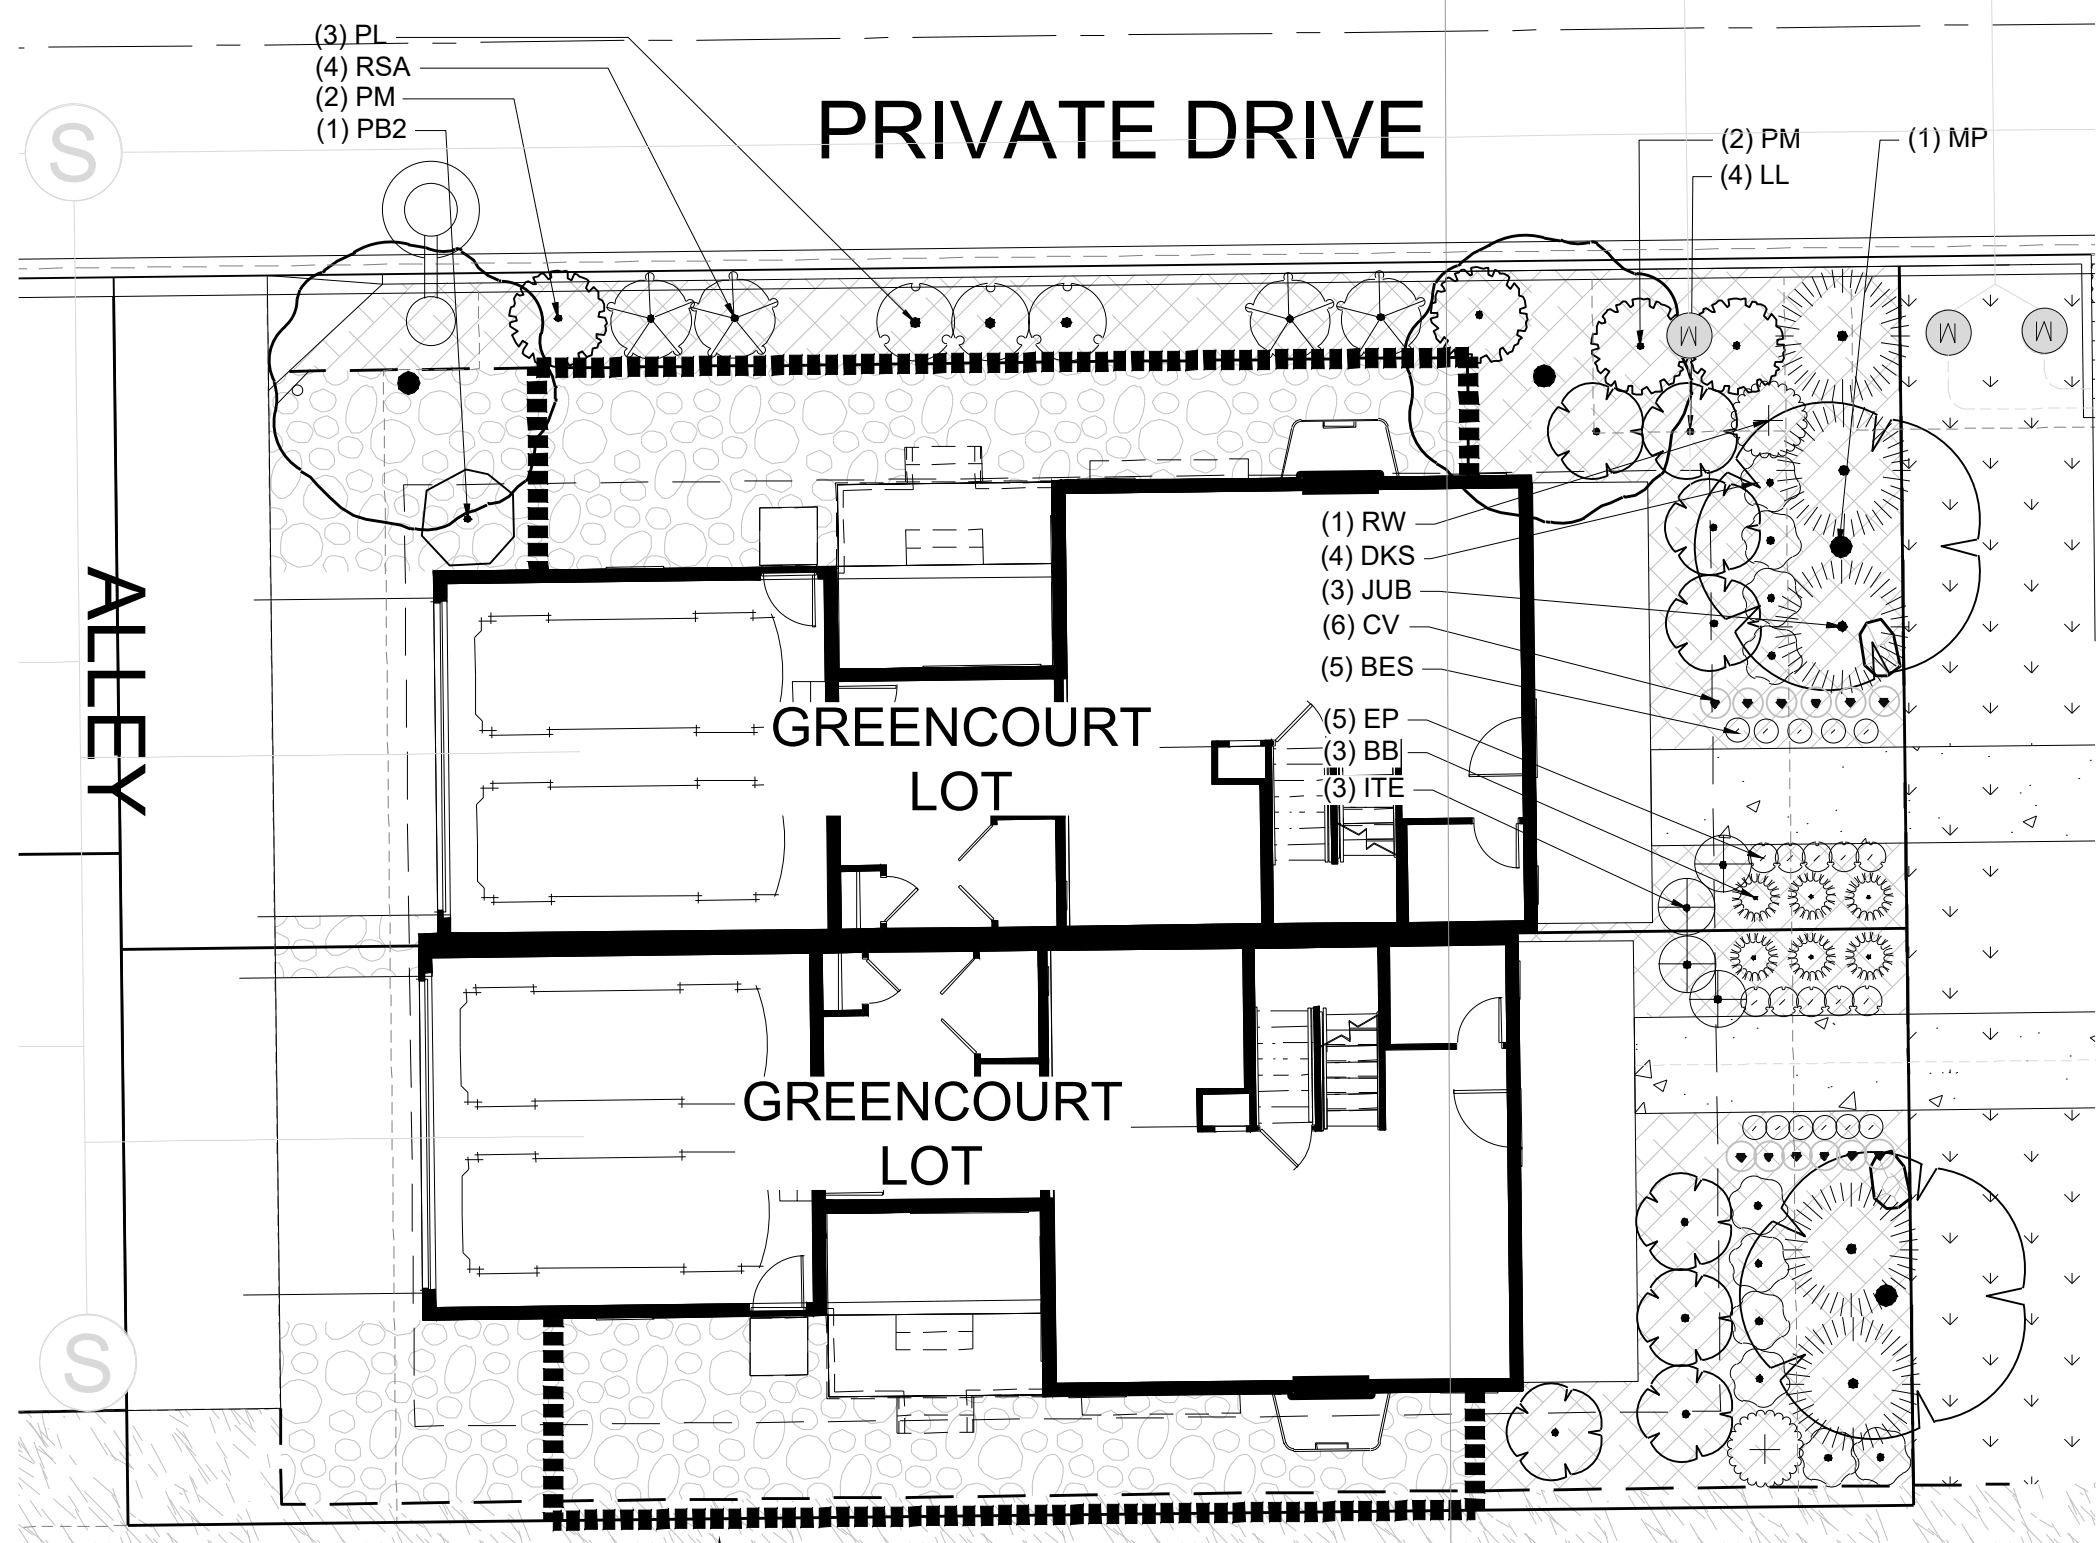 (3) PL
(4) RSA
(2) PM
(1) PB2
PRIVATE DRIVE
(2) PM
(4) LL
(1) MP
S
M
M
M
(1) RW
(4) DKS
(3) JUB
(6) CV
(5) BES
(5) EP
(3) BB
(3) ITE
ALLEY
GREENCOURT
LOT
GREENCOURT
LOT
S